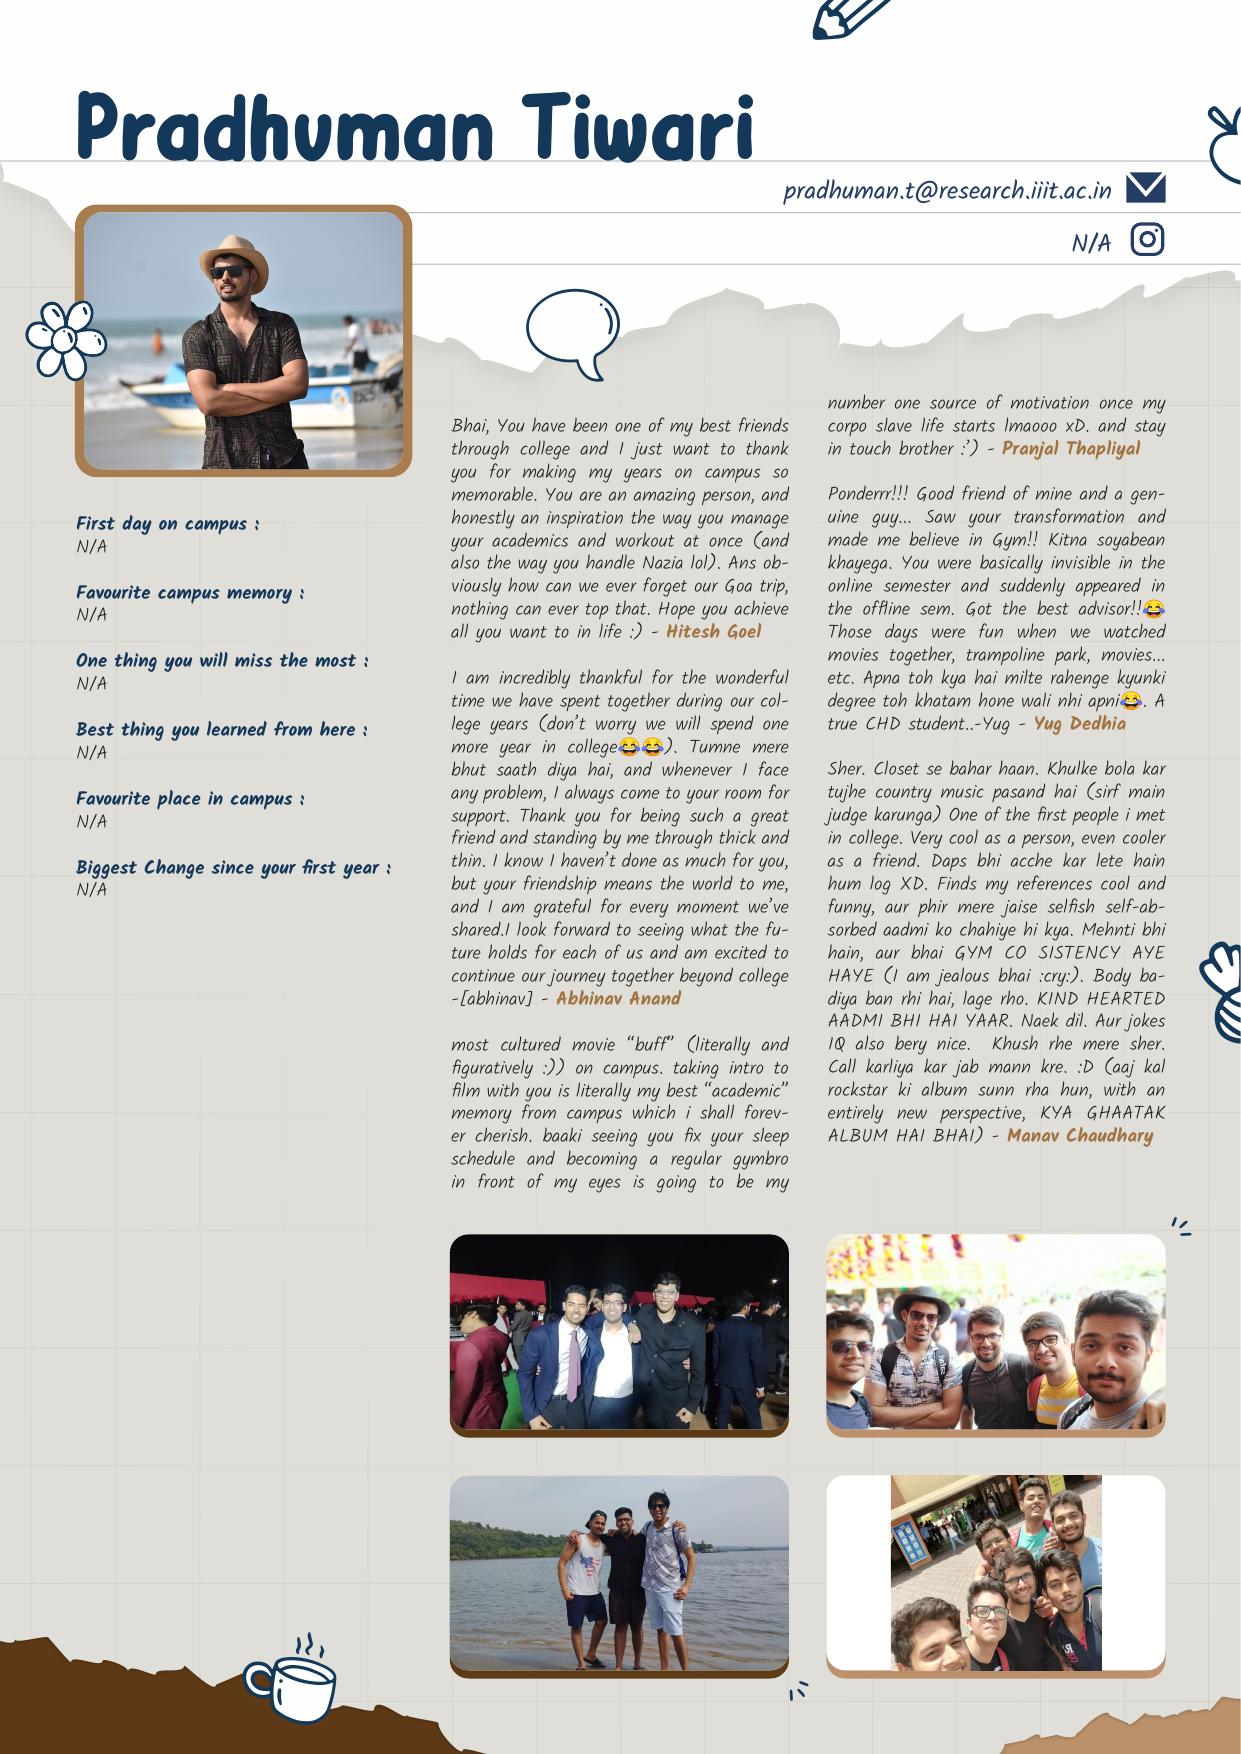 Pradhuman Tiwari
pradhuman.t@research.iiit.ac.in
N/A
First day on campus :
N/A
Favourite campus memory :
N/A
One thing you will miss the most :
N/A
Best thing you learned from here :
N/A
Favourite place in campus :
N/A
Biggest Change since your first year :
N/A
Bhai, You have been one of my best friends
through college and I just want to thank
you for making my years on campus so
memorable. You are an amazing person, and
honestly an inspiration the way you manage
your academics and workout at once (and
also the way you handle Nazia lol). Ans ob-
viously how can we ever forget our Goa trip,
nothing can ever top that. Hope you achieve
all you want to in life :) - Hitesh Goel
I am incredibly thankful for the wonderful
time we have spent together during our col-
lege years (don't worry we will spend one
more year in college😂😂). Tumne mere
bhut saath diya hai, and whenever I face
any problem, I always come to your room for
support. Thank you for being such a great
friend and standing by me through thick and
thin. I know I haven't done as much for you,
but your friendship means the world to me,
and I am grateful for every moment we've
shared.I look forward to seeing what the fu-
ture holds for each of us and am excited to
continue our journey together beyond college
-[abhinav] - Abhinav Anand
most cultured movie “buff” (literally and
figuratively :)) on campus. taking intro to
film with you is literally my best “academic”
memory from campus which i shall forev-
er cherish. baaki seeing you fix your sleep
schedule and becoming a regular gymbro
in front of my eyes is going to be my
number one source of motivation once my
corpo slave life starts lmaooo xD. and stay
in touch brother :’) - Pranjal Thapliyal
Ponderrr!!! Good friend of mine and a gen-
uine guy... Saw your transformation and
made me believe in Gym!! Kitna soyabean
khayega. You were basically invisible in the
online semester and suddenly appeared in
the offline sem. Got the best advisor!!😂
Those days were fun when we watched
movies together, trampoline park, movies...
etc. Apna toh kya hai milte rahenge kyunki
degree toh khatam hone wali nhi apni😂. A
true CHD student..-Yug - Yug Dedhia
Sher. Closet se bahar haan. Khulke bola kar
tujhe country music pasand hai (sirf main
judge karunga) One of the first people i met
in college. Very cool as a person, even cooler
as a friend. Daps bhi acche kar lete hain
hum log XD. Finds my references cool and
funny, aur phir mere jaise selfish self-ab-
sorbed aadmi ko chahiye hi kya. Mehnti bhi
hain, aur bhai GYM CO SISTENCY AYE
HAYE (I am jealous bhai :cry:). Body ba-
diya ban rhi hai, lage rho. KIND HEARTED
AADMI BHI HAI YAAR. Naek dil. Aur jokes
IQ also bery nice. Khush rhe mere sher.
Call karliya kar jab mann kre. :D (aaj kal
rockstar ki album sunn rha hun, with an
entirely new perspective, KYA GHAATAK
ALBUM HAI BHAI) - Manav Chaudhary